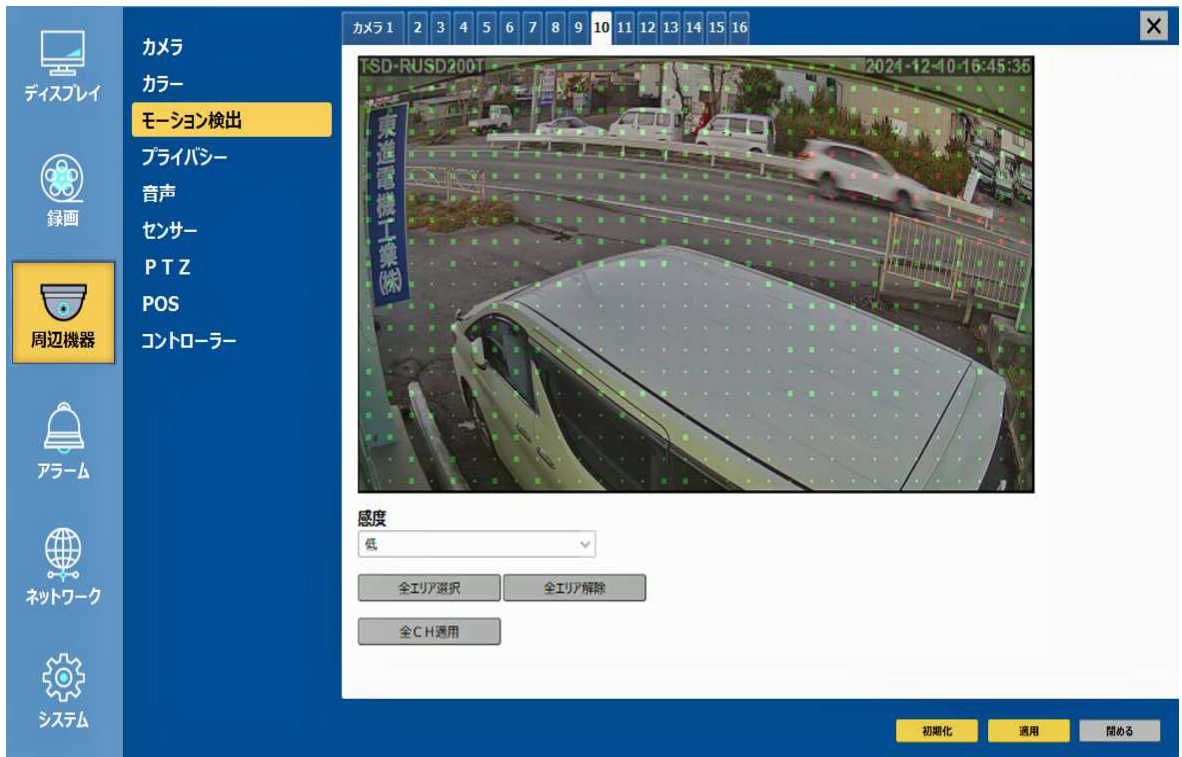 カメラ 1 2 3 4 5 6 7 8 9 10 11 12 13 14 15 16
ディスプレイ
録画
周辺機器
アラーム
ネットワーク
システム
カメラ
カラー
モーション検出
プライバシー
音声
センサー
PTZ
POS
コントローラー
TSD-RUSD200T
2021-12-10-16:45:36
東進電機工業㈱
感度
低
全エリア選択 全エリア解除
全CH適用
初期化 適用 閉める